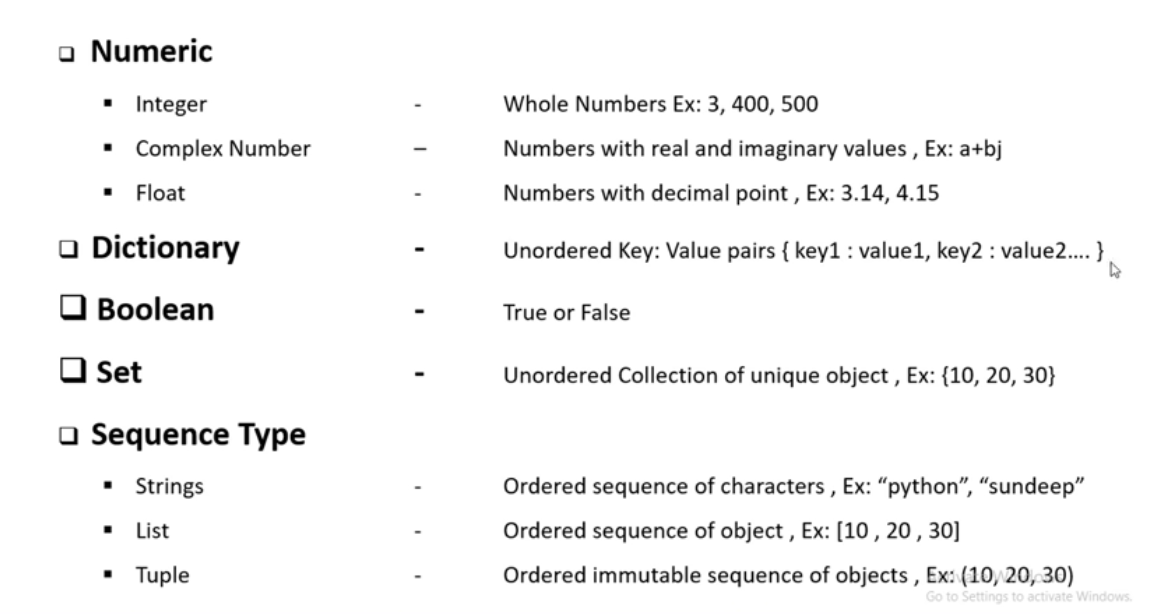 Numeric
Integer - Whole Numbers Ex: 3, 400, 500
Complex Number – Numbers with real and imaginary values , Ex: a+bj
Float - Numbers with decimal point , Ex: 3.14, 4.15
Dictionary - Unordered Key: Value pairs { key1 : value1, key2 : value2.... }
Boolean - True or False
Set - Unordered Collection of unique object , Ex: {10, 20, 30}
Sequence Type
Strings - Ordered sequence of characters , Ex: “python”, “sundeep”
List - Ordered sequence of object , Ex: [10 , 20 , 30]
Tuple - Ordered immutable sequence of objects , Ex: (10, 20, 30)
Activate Windows
Go to Settings to activate Windows.